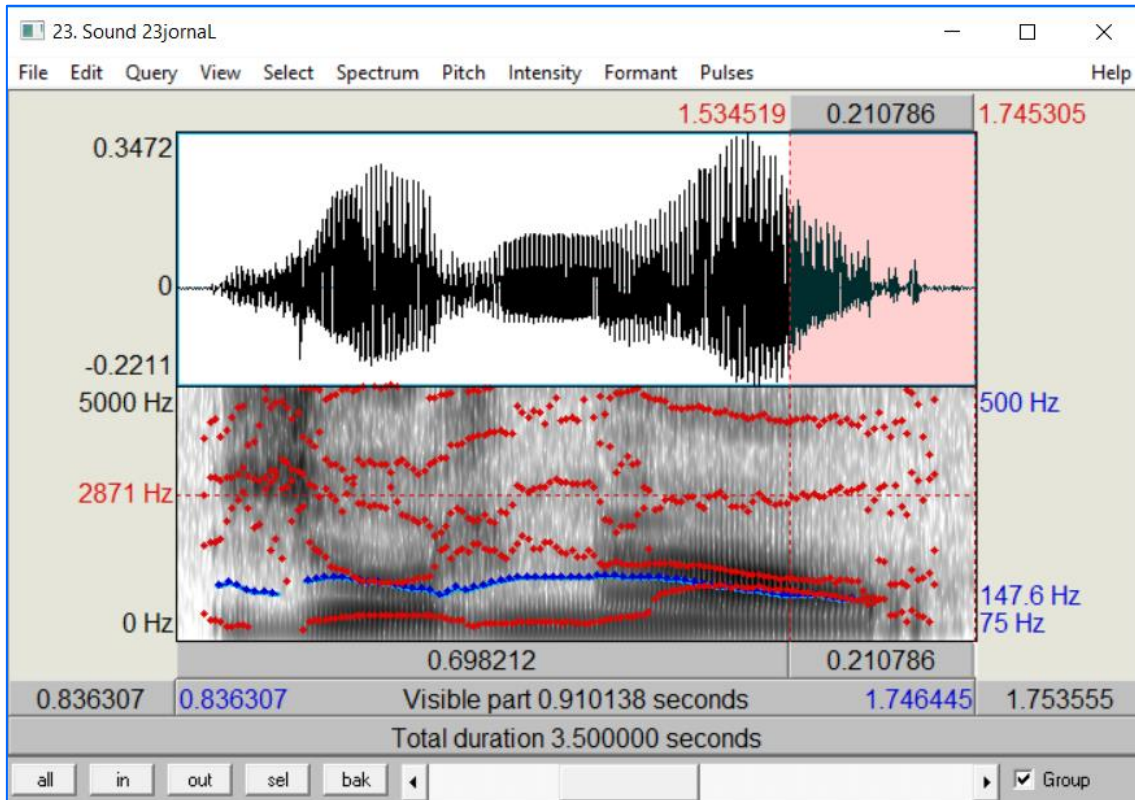 23. Sound 23jornaL
File Edit Query View Select Spectrum Pitch Intensity Formant Pulses Help
1.534519 0.210786 1.745305
0.3472
0
-0.2211
5000 Hz 500 Hz
2871 Hz
147.6 Hz
0 Hz 75 Hz
0.698212 0.210786
0.836307 0.836307 Visible part 0.910138 seconds 1.746445 1.753555
Total duration 3.500000 seconds
all in out sel bak Group